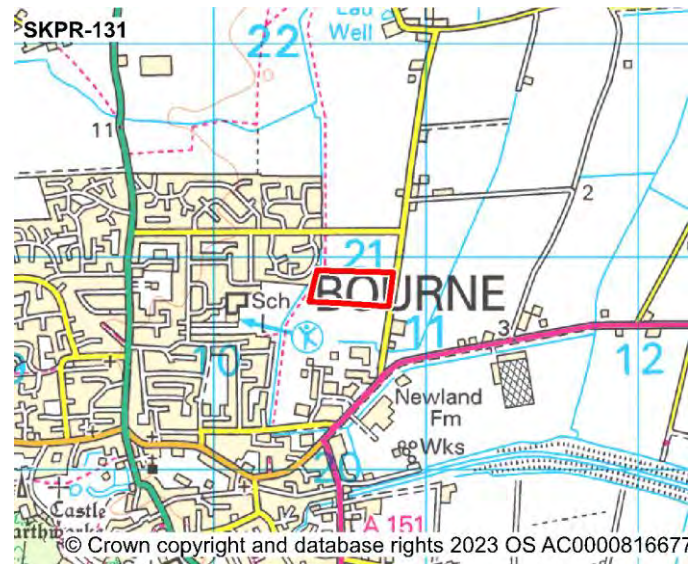 SKPR-131
22
Well
11
2
21
BOURNE
Sch
3
10
11
12
Newland
Fm
Wks
20
Castle
A 151
© Crown copyright and database rights 2023 OS AC0000816677